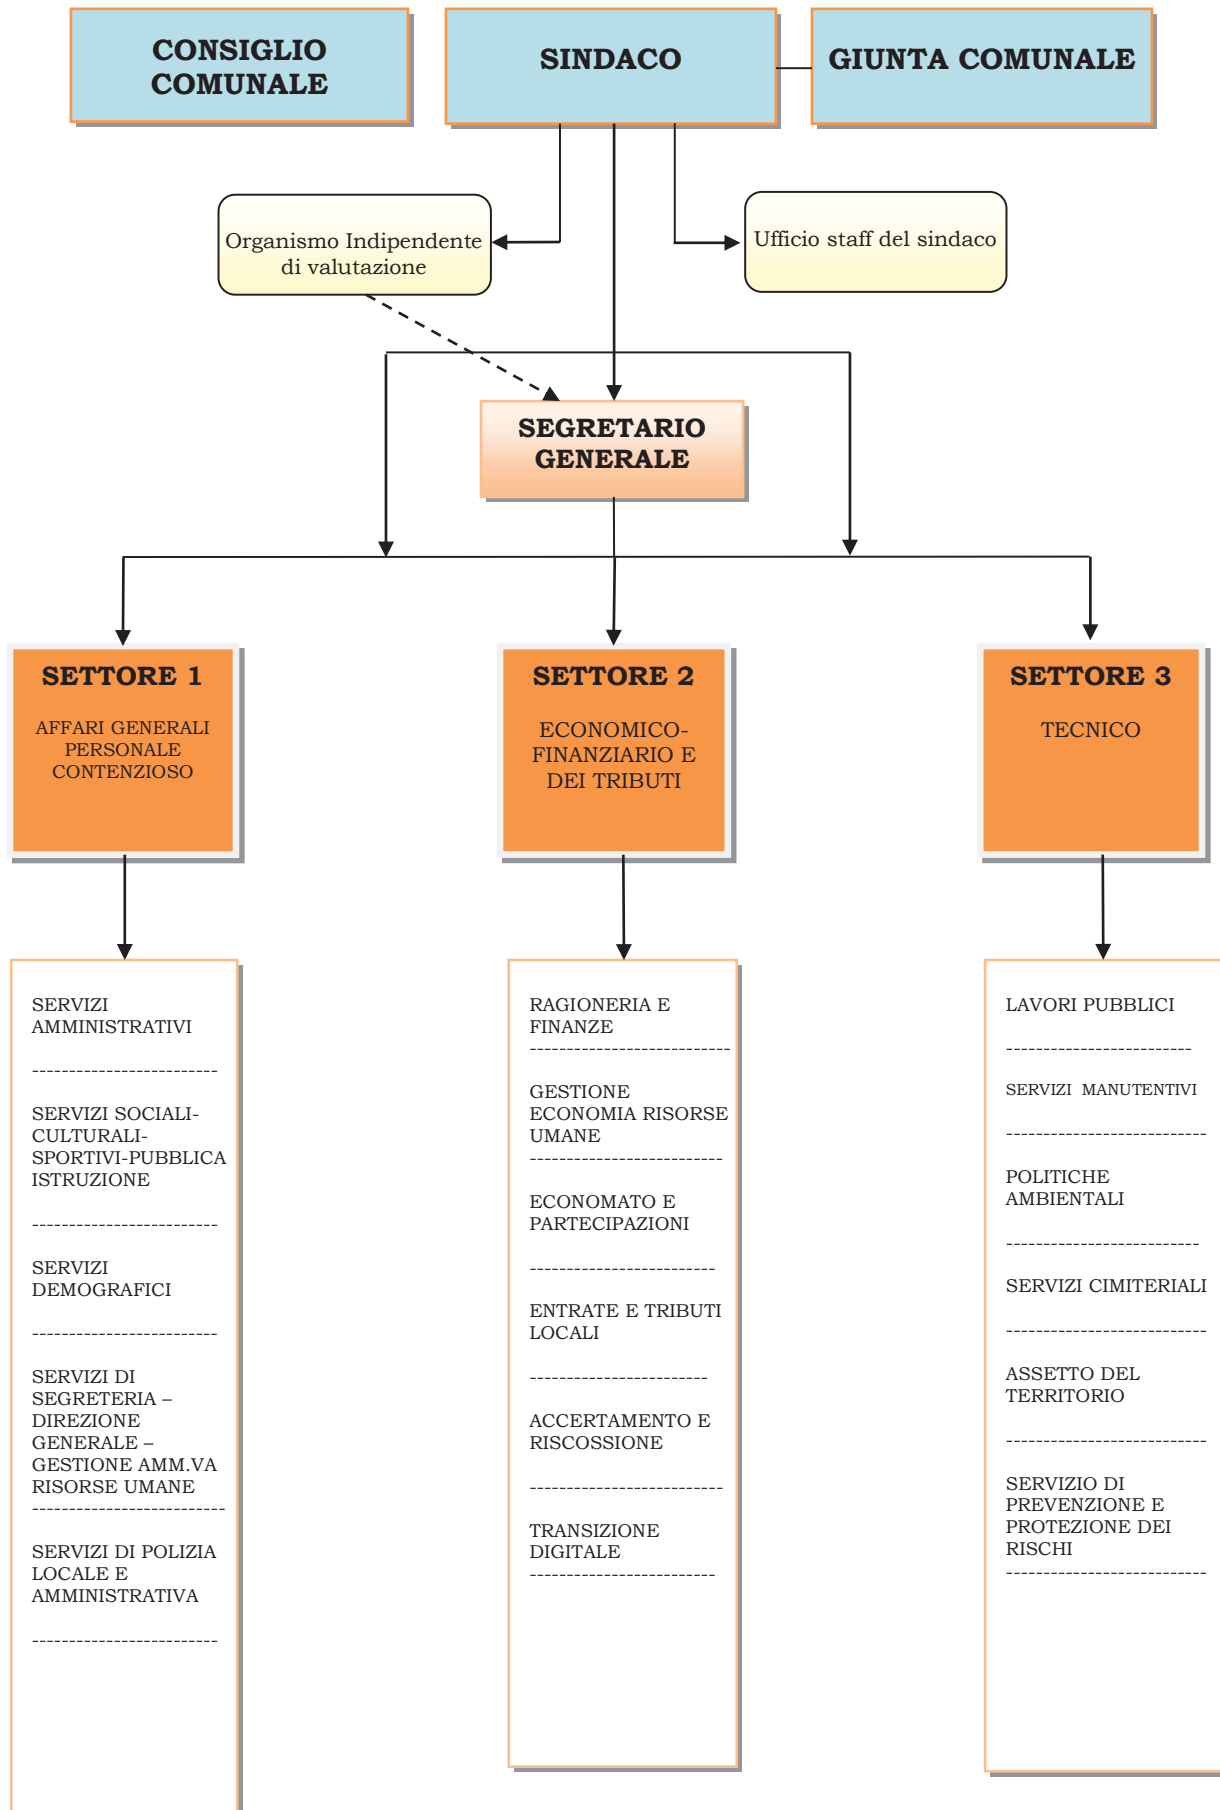 CONSIGLIO
COMUNALE
SINDACO
GIUNTA COMUNALE
Organismo Indipendente
di valutazione
Ufficio staff del sindaco
SEGRETARIO
GENERALE
SETTORE 1
AFFARI GENERALI
PERSONALE
CONTENZIOSO
SETTORE 2
ECONOMICO-
FINANZIARIO E
DEI TRIBUTI
SETTORE 3
TECNICO
SERVIZI
AMMINISTRATIVI
-------------------------
SERVIZI SOCIALI-
CULTURALI-
SPORTIVI-PUBBLICA
ISTRUZIONE
-------------------------
SERVIZI
DEMOGRAFICI
-------------------------
SERVIZI DI
SEGRETERIA –
DIREZIONE
GENERALE –
GESTIONE AMM.VA
RISORSE UMANE
--------------------------
SERVIZI DI POLIZIA
LOCALE E
AMMINISTRATIVA
-------------------------
RAGIONERIA E
FINANZE
---------------------------
GESTIONE
ECONOMIA RISORSE
UMANE
--------------------------
ECONOMATO E
PARTECIPAZIONI
-------------------------
ENTRATE E TRIBUTI
LOCALI
------------------------
ACCERTAMENTO E
RISCOSSIONE
--------------------------
TRANSIZIONE
DIGITALE
-------------------------
LAVORI PUBBLICI
-------------------------
SERVIZI  MANUTENTIVI
---------------------------
POLITICHE
AMBIENTALI
--------------------------
SERVIZI CIMITERIALI
---------------------------
ASSETTO DEL
TERRITORIO
---------------------------
SERVIZIO DI
PREVENZIONE E
PROTEZIONE DEI
RISCHI
---------------------------